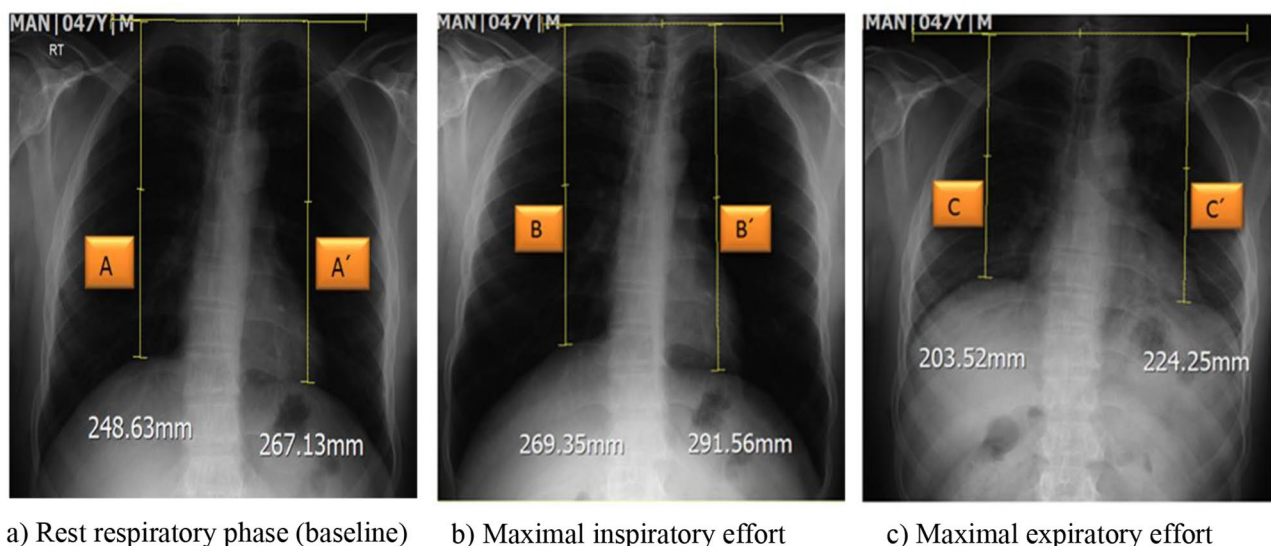 MAN|047Y|M
RT
A
A´
248.63mm
267.13mm
a) Rest respiratory phase (baseline)
MAN|047Y|M
B
B´
269.35mm
291.56mm
b) Maximal inspiratory effort
MAN|047Y|M
C
C´
203.52mm
224.25mm
c) Maximal expiratory effort